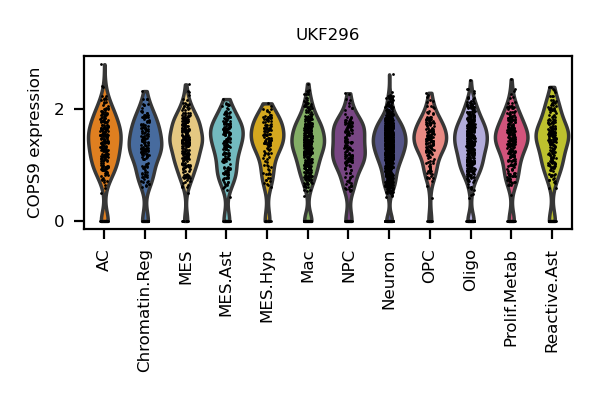 UKF296
COPS9 expression
2
0
AC
Chromatin.Reg
MES
MES.Ast
MES.Hyp
Mac
NPC
Neuron
OPC
Oligo
Prolif.Metab
Reactive.Ast